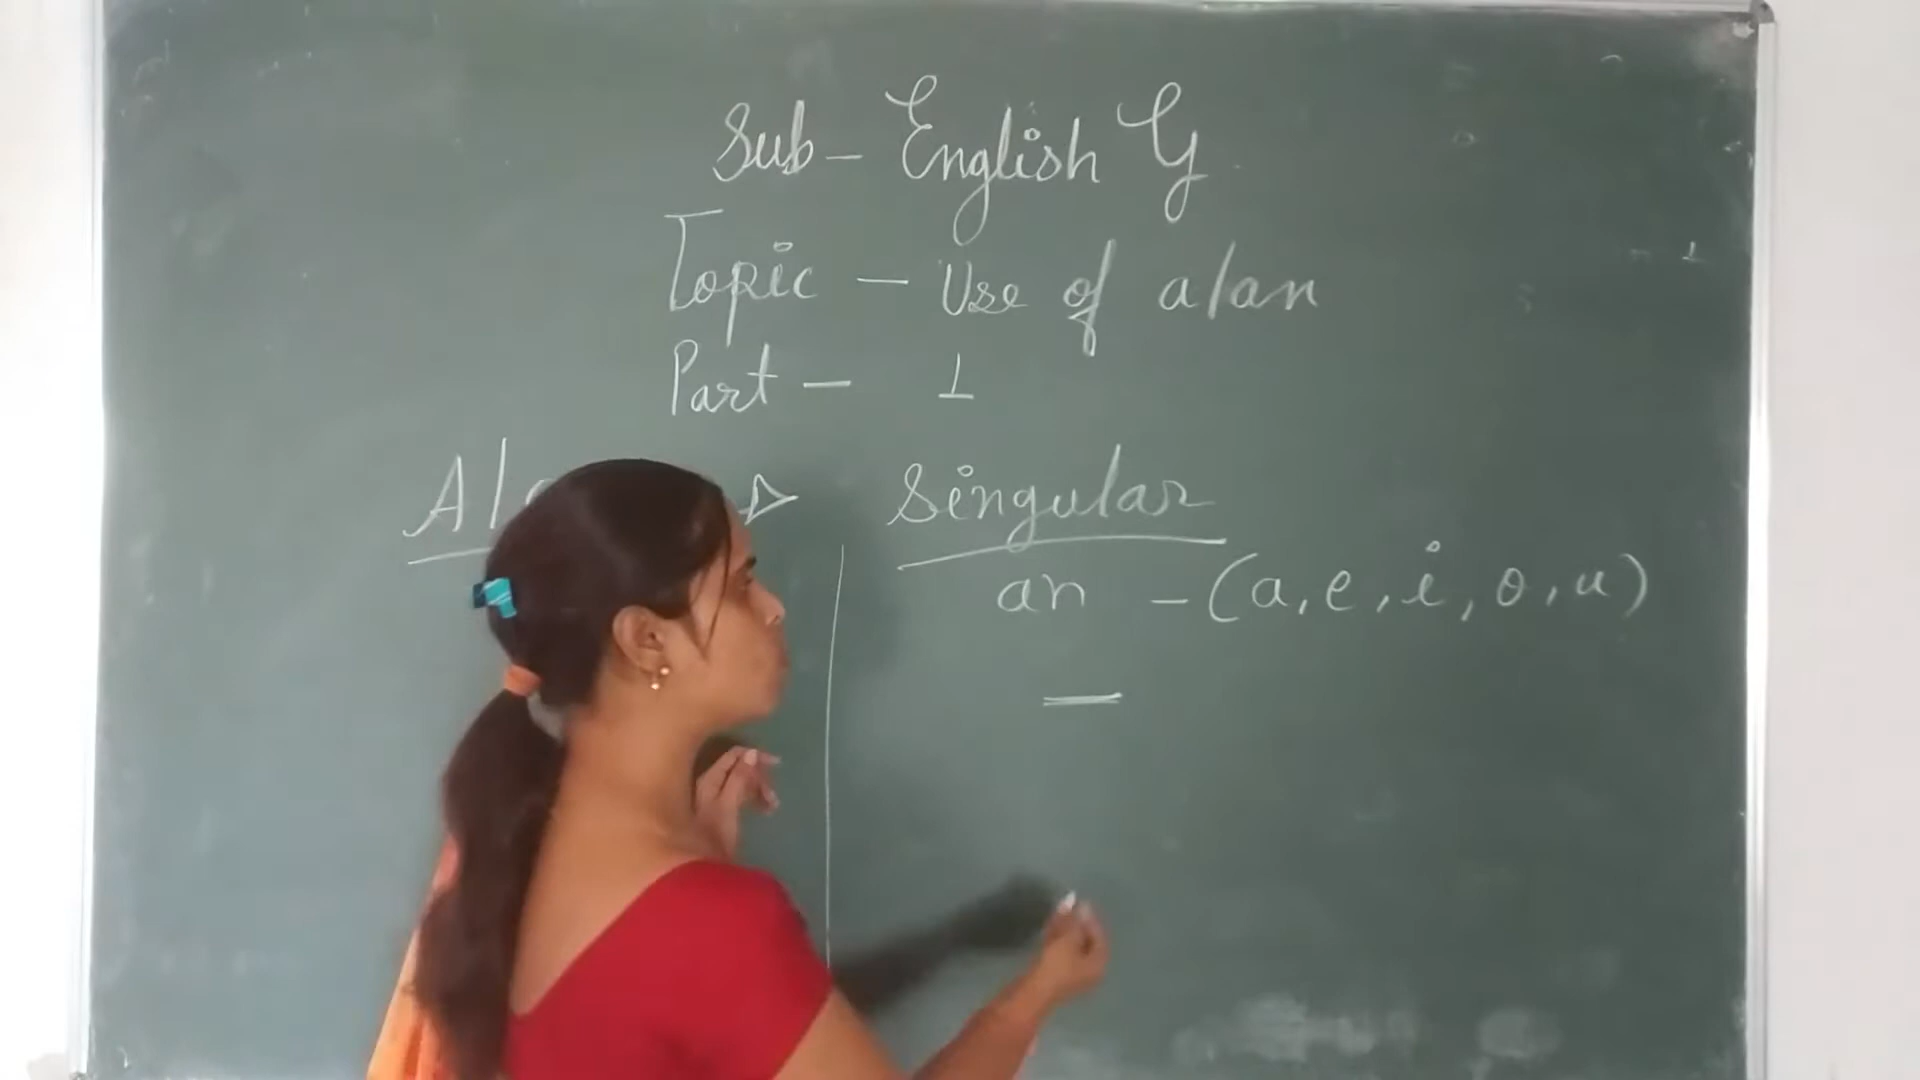 Sub - English G
Topic - Use of a/an
Part - 1
Singular
an - (a, e, i, o, u)